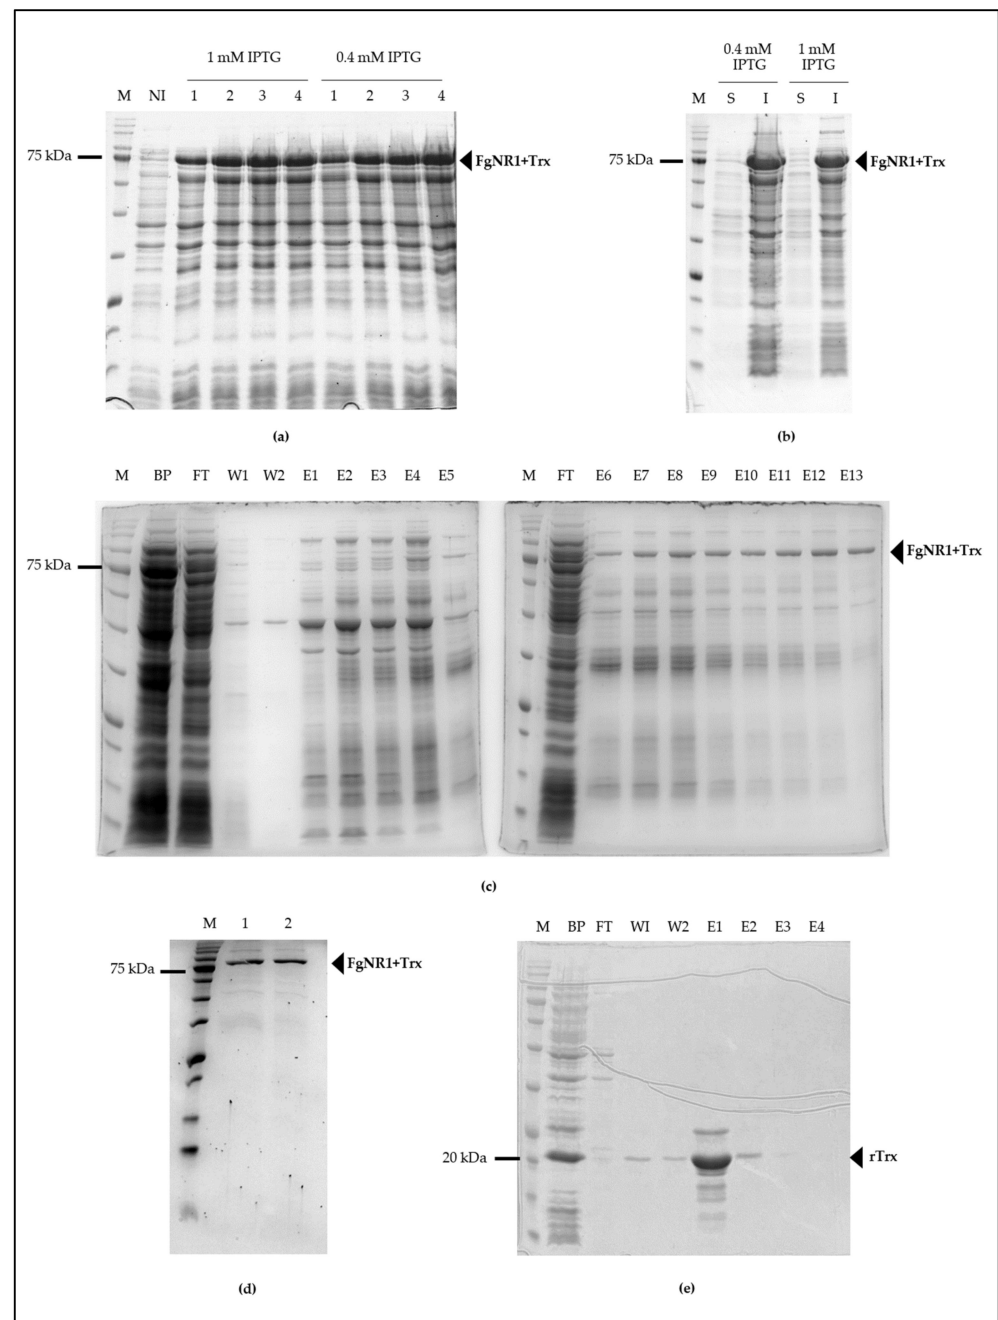 1 mM IPTG 0.4 mM IPTG
M NI 1 2 3 4 1 2 3 4
75 kDa FgNR1+Trx
(a)
0.4 mM IPTG 1 mM IPTG
M S I S I
75 kDa FgNR1+Trx
(b)
M BP FT W1 W2 E1 E2 E3 E4 E5 M FT E6 E7 E8 E9 E10 E11 E12 E13
75 kDa FgNR1+Trx
(c)
M 1 2
75 kDa FgNR1+Trx
(d)
M BP FT WI W2 E1 E2 E3 E4
20 kDa rTrx
(e)